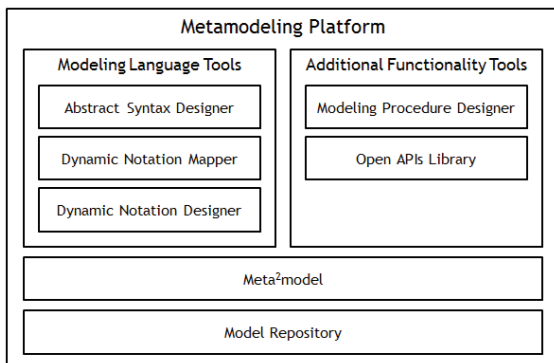 Metamodeling Platform
Modeling Language Tools
Abstract Syntax Designer
Dynamic Notation Mapper
Dynamic Notation Designer
Additional Functionality Tools
Modeling Procedure Designer
Open APIs Library
Meta²model
Model Repository